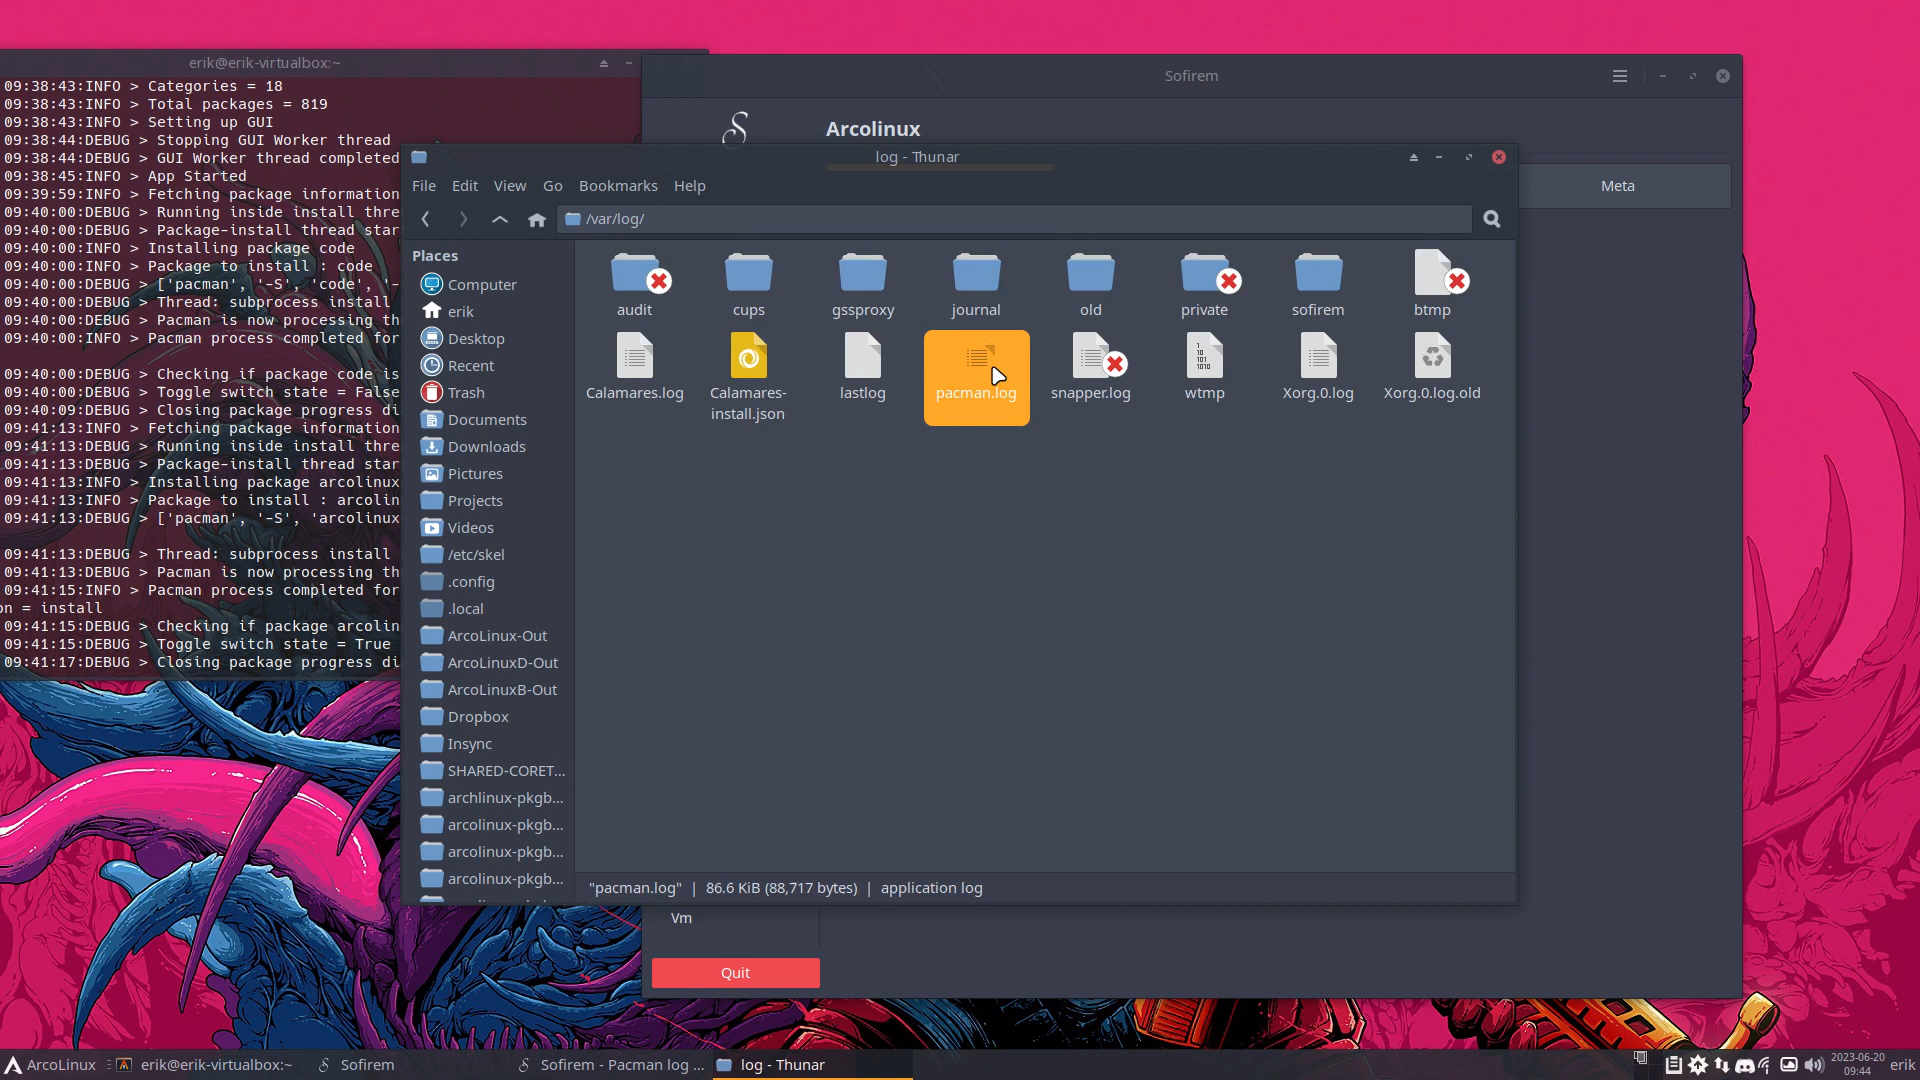 erik@erik-virtualbox:~
09:38:43:INFO > Categories = 18
09:38:43:INFO > Total packages = 819
09:38:43:INFO > Setting up GUI
09:38:44:DEBUG > Stopping GUI Worker thread
09:38:44:DEBUG > GUI Worker thread completed
09:38:45:INFO > App Started
09:39:59:INFO > Fetching package information
09:40:00:DEBUG > Running inside install thre
09:40:00:DEBUG > Package-install thread star
09:40:00:INFO > Installing package code
09:40:00:INFO > Package to install : code
09:40:00:DEBUG > ['pacman', '-S', 'code', '-
09:40:00:DEBUG > Thread: subprocess install
09:40:00:DEBUG > Pacman is now processing th
09:40:00:INFO > Pacman process completed for
09:40:00:DEBUG > Checking if package code is
09:40:00:DEBUG > Toggle switch state = False
09:40:09:DEBUG > Closing package progress di
09:41:13:INFO > Fetching package information
09:41:13:DEBUG > Running inside install thre
09:41:13:DEBUG > Package-install thread star
09:41:13:INFO > Installing package arcolinux
09:41:13:INFO > Package to install : arcolin
09:41:13:DEBUG > ['pacman', '-S', 'arcolinux
09:41:13:DEBUG > Thread: subprocess install
09:41:13:DEBUG > Pacman is now processing th
09:41:15:INFO > Pacman process completed for
on = install
09:41:15:DEBUG > Checking if package arcolin
09:41:15:DEBUG > Toggle switch state = True
09:41:17:DEBUG > Closing package progress di
Sofirem
S Arcolinux
Meta
Vm
Quit
log - Thunar
File Edit View Go Bookmarks Help
/var/log/
Places
Computer
erik
Desktop
Recent
Trash
Documents
Downloads
Pictures
Projects
Videos
/etc/skel
.config
.local
ArcoLinux-Out
ArcoLinuxD-Out
ArcoLinuxB-Out
Dropbox
Insync
SHARED-CORET...
archlinux-pkgb...
arcolinux-pkgb...
arcolinux-pkgb...
arcolinux-pkgb...
audit cups gssproxy journal old private sofirem btmp
Calamares.log Calamares- lastlog pacman.log snapper.log wtmp Xorg.0.log Xorg.0.log.old
install.json
"pacman.log" | 86.6 KiB (88,717 bytes) | application log
ArcoLinux erik@erik-virtualbox:~ Sofirem Sofirem - Pacman log ... log - Thunar 2023-06-20 erik
09:44